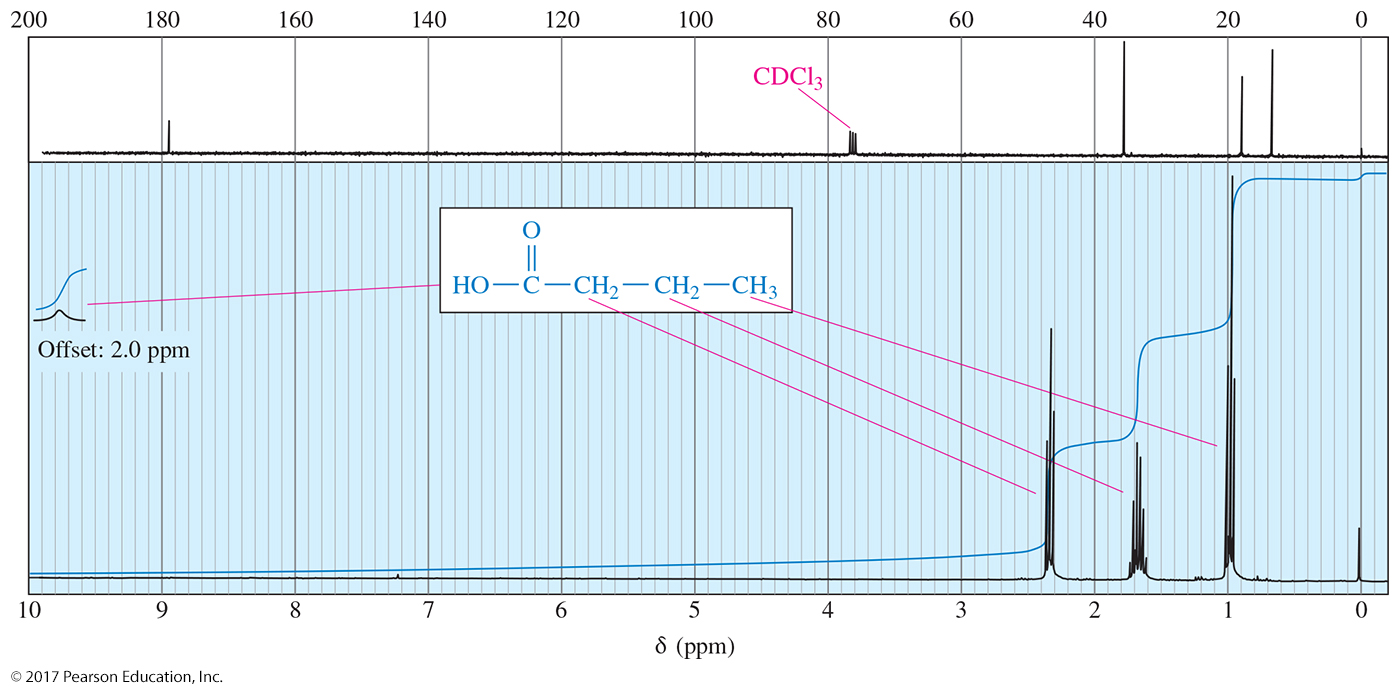 200 180 160 140 120 100 80 60 40 20 0
CDCl₃
O
HO—C—CH₂—CH₂—CH₃
Offset: 2.0 ppm
10 9 8 7 6 5 4 3 2 1 0
δ (ppm)
© 2017 Pearson Education, Inc.